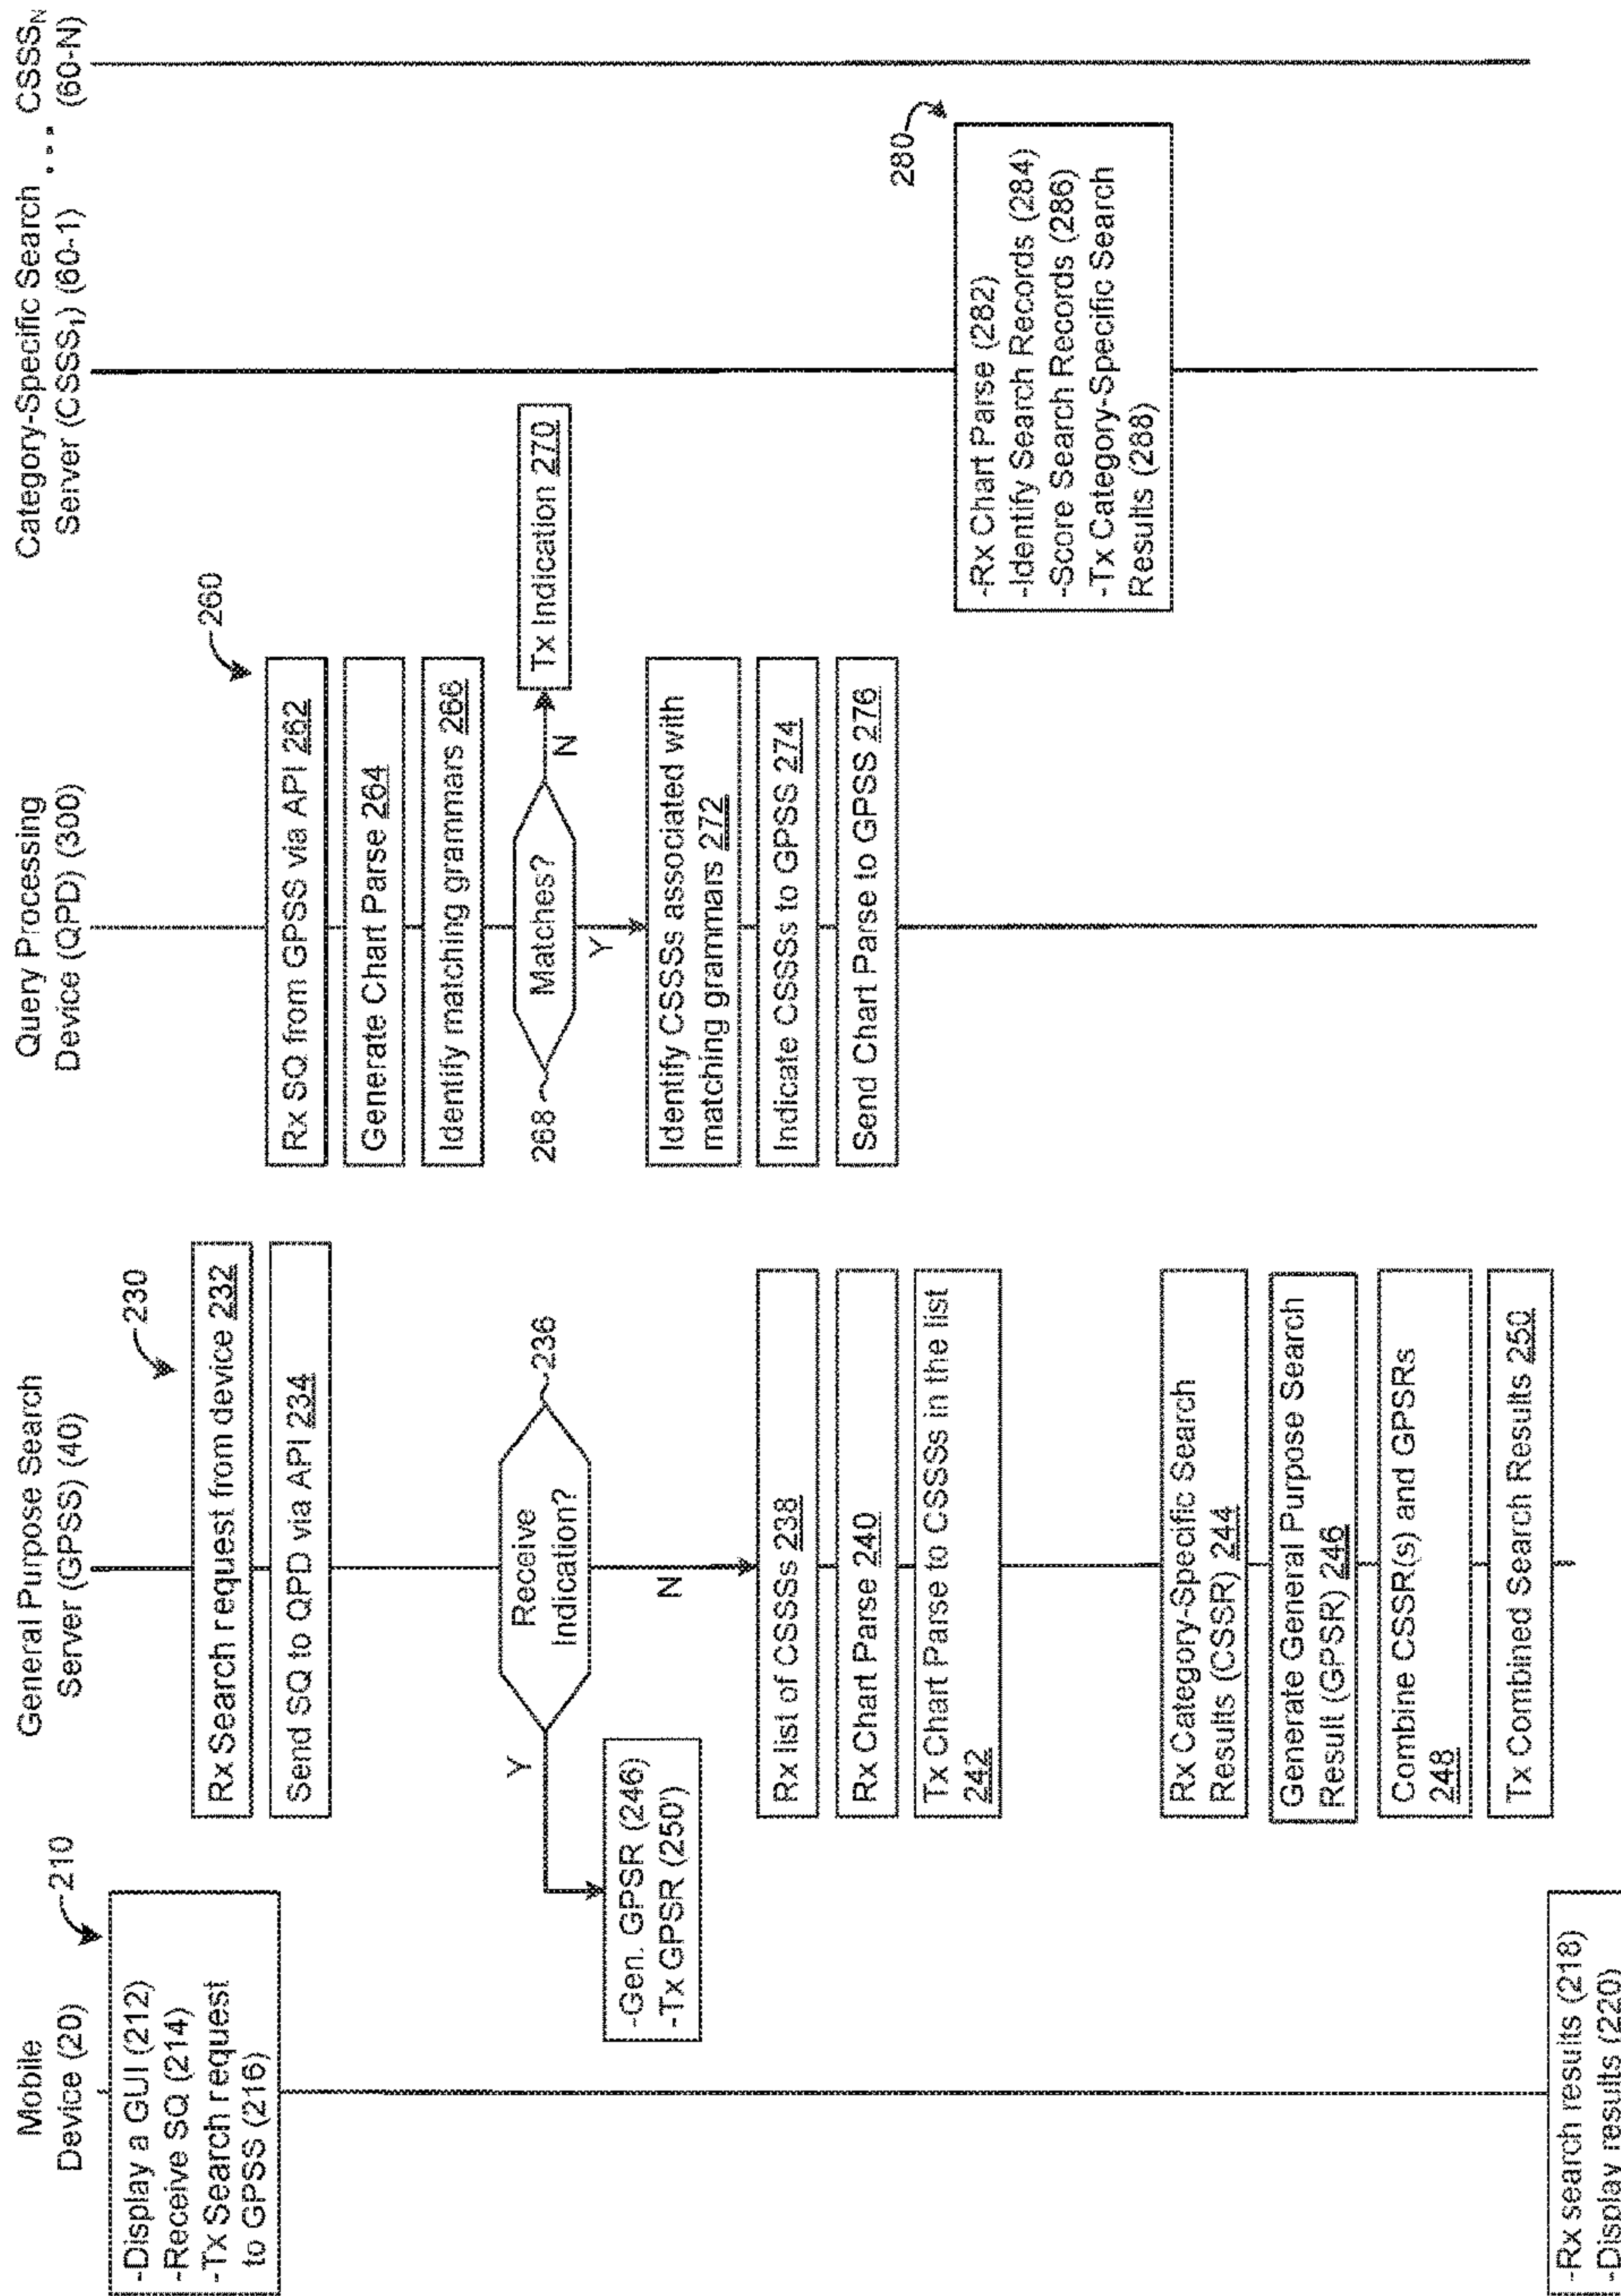 Mobile
Device (20)
General Purpose Search
Server (GPSS) (40)
Query Processing
Device (QPD) (300)
Category-Specific Search
Server (CSSS₁) (60-1)
...
CSSS_N
(60-N)
210
-Display a GUI (212)
-Receive SQ (214)
-Tx Search request
to GPSS (216)
230
Rx Search request from device 232
Send SQ to QPD via API 234
Receive
Indication?
236
Y
N
-Gen. GPSR (246)
-Tx GPSR (250')
Rx list of CSSSs 238
Rx Chart Parse 240
Tx Chart Parse to CSSSs in the list
242
Rx Category-Specific Search
Results (CSSR) 244
Generate General Purpose Search
Result (GPSR) 246
Combine CSSR(s) and GPSRs
248
Tx Combined Search Results 250
260
Rx SQ from GPSS via API 262
Generate Chart Parse 264
Identify matching grammars 266
268
Matches?
N
Tx Indication 270
Y
Identify CSSSs associated with
matching grammars 272
Indicate CSSSs to GPSS 274
Send Chart Parse to GPSS 276
280
-Rx Chart Parse (282)
-Identify Search Records (284)
-Score Search Records (286)
-Tx Category-Specific Search
Results (288)
-Rx search results (218)
-Display results (220)